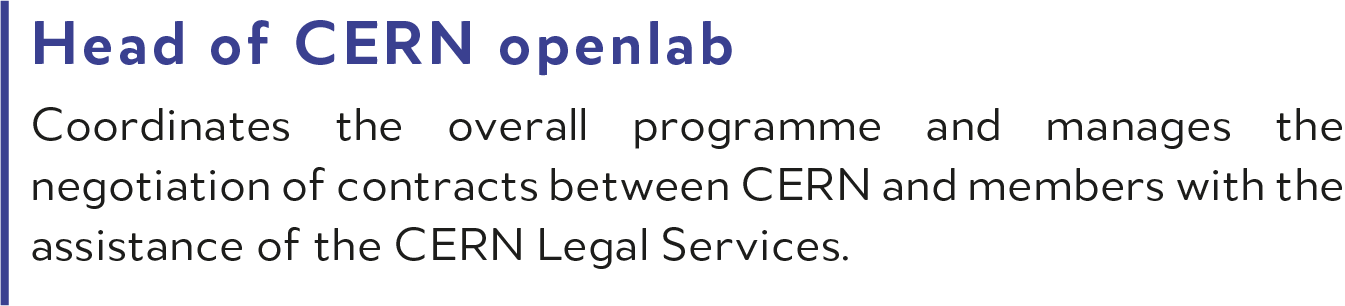 Head of CERN openlab
Coordinates the overall programme and manages the
negotiation of contracts between CERN and members with the
assistance of the CERN Legal Services.